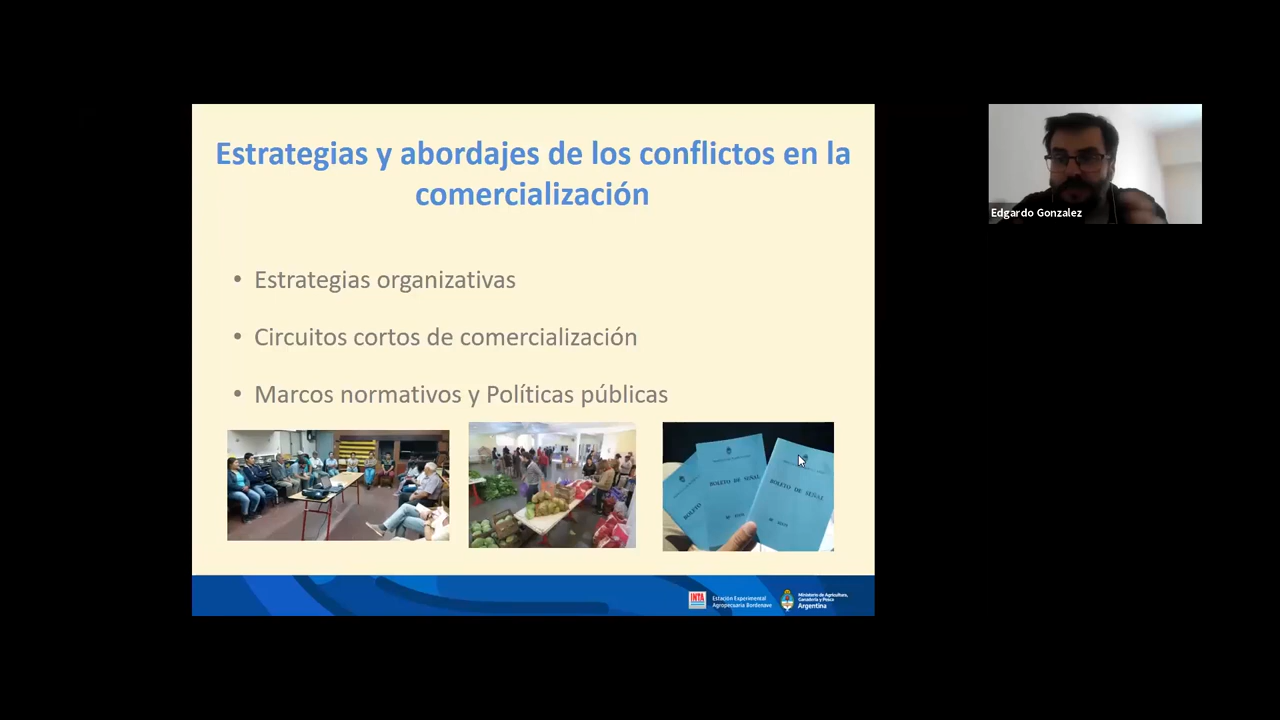 Estrategias y abordajes de los conflictos en la
comercialización
• Estrategias organizativas
• Circuitos cortos de comercialización
• Marcos normativos y Políticas públicas
Edgardo Gonzalez
BOLETO
BOLETO DE SEÑAL
BOLETO DE SEÑAL
INTA
Estación Experimental
Agropecuaria Bordenave
Ministerio de Agricultura,
Ganadería y Pesca
Argentina